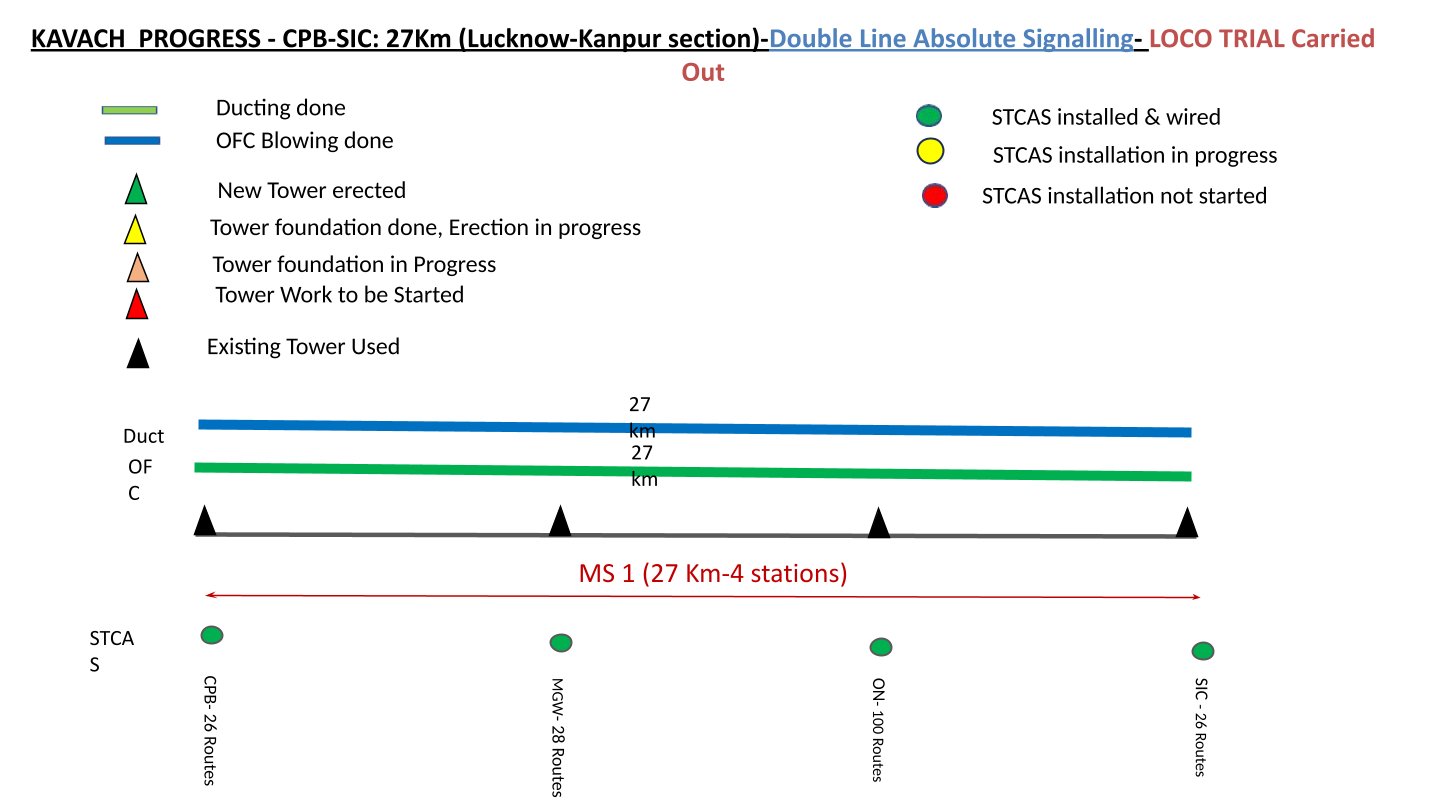 KAVACH  PROGRESS - CPB-SIC: 27Km (Lucknow-Kanpur section)-Double Line Absolute Signalling- LOCO TRIAL Carried
Out
Ducting done
OFC Blowing done
New Tower erected
Tower foundation done, Erection in progress
Tower foundation in Progress
Tower Work to be Started
Existing Tower Used
STCAS installed & wired
STCAS installation in progress
STCAS installation not started
27
km
Duct
27
km
OF
C
MS 1 (27 Km-4 stations)
STCA
S
CPB- 26 Routes
MGW- 28 Routes
ON- 100 Routes
SIC - 26 Routes